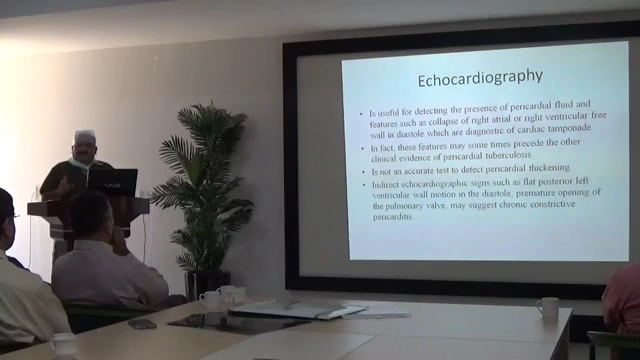 Echocardiography
• Is useful for detecting the presence of pericardial fluid and
features such as collapse of right atrial or right ventricular free
wall in diastole which are diagnostic of cardiac tamponade
• In fact, these features may some times precede the other
clinical evidence of pericardial tuberculosis
• Is not an accurate test to detect pericardial thickening
• Indirect echocardiographic signs such as flat posterior left
ventricular wall motion in the diastole, premature opening of
the pulmonary valve, may suggest chronic constrictive
pericarditis
VAIO